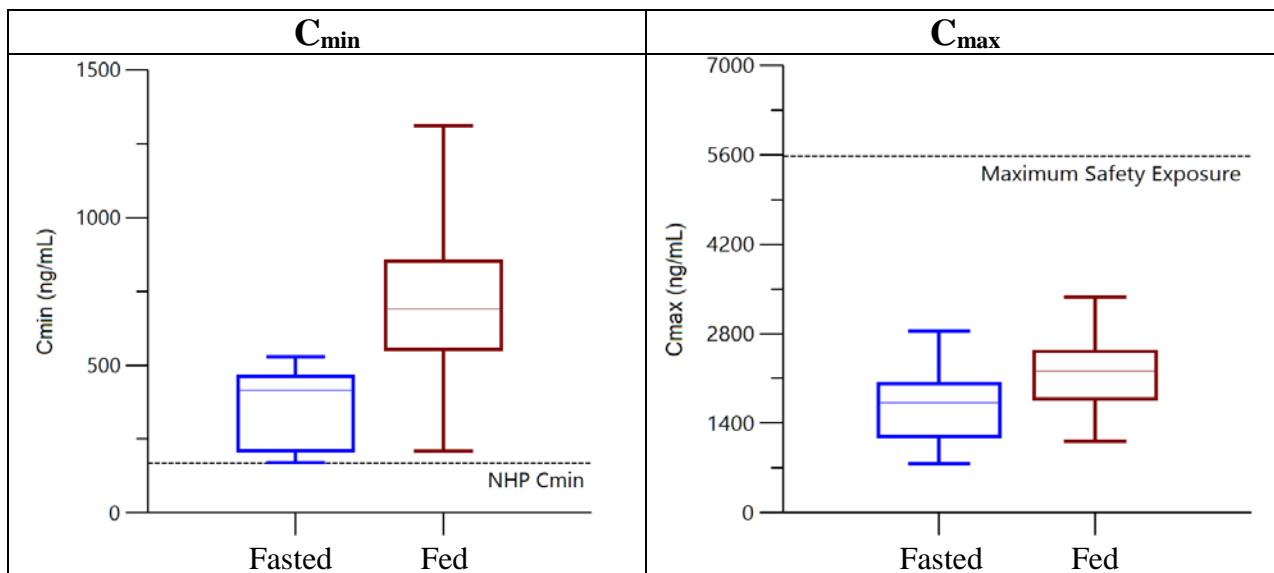 Cmin
Cmax
1500
1000
500
0
Cmin (ng/mL)
NHP Cmin
Fasted
Fed
7000
5600
4200
2800
1400
0
Cmax (ng/mL)
Maximum Safety Exposure
Fasted
Fed